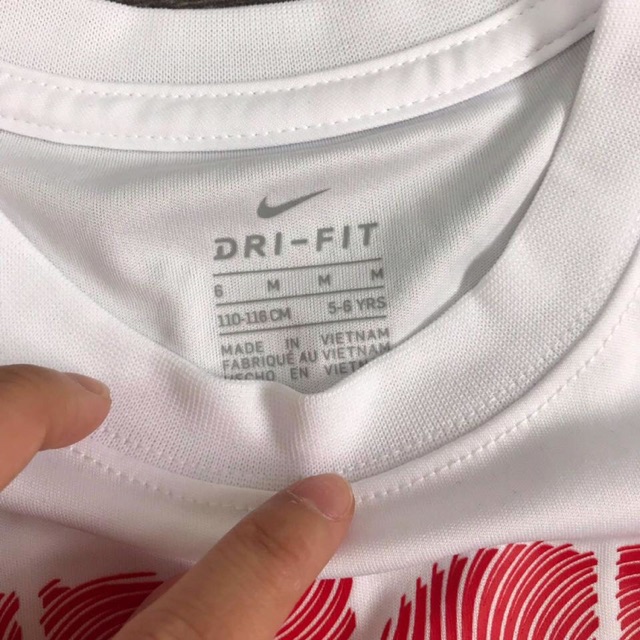 DRI-FIT
6 M M M
110-116 CM 5-6 YRS
MADE IN VIETNAM
FABRIQUÉ AU VIETNAM
HECHO EN VIETNAM